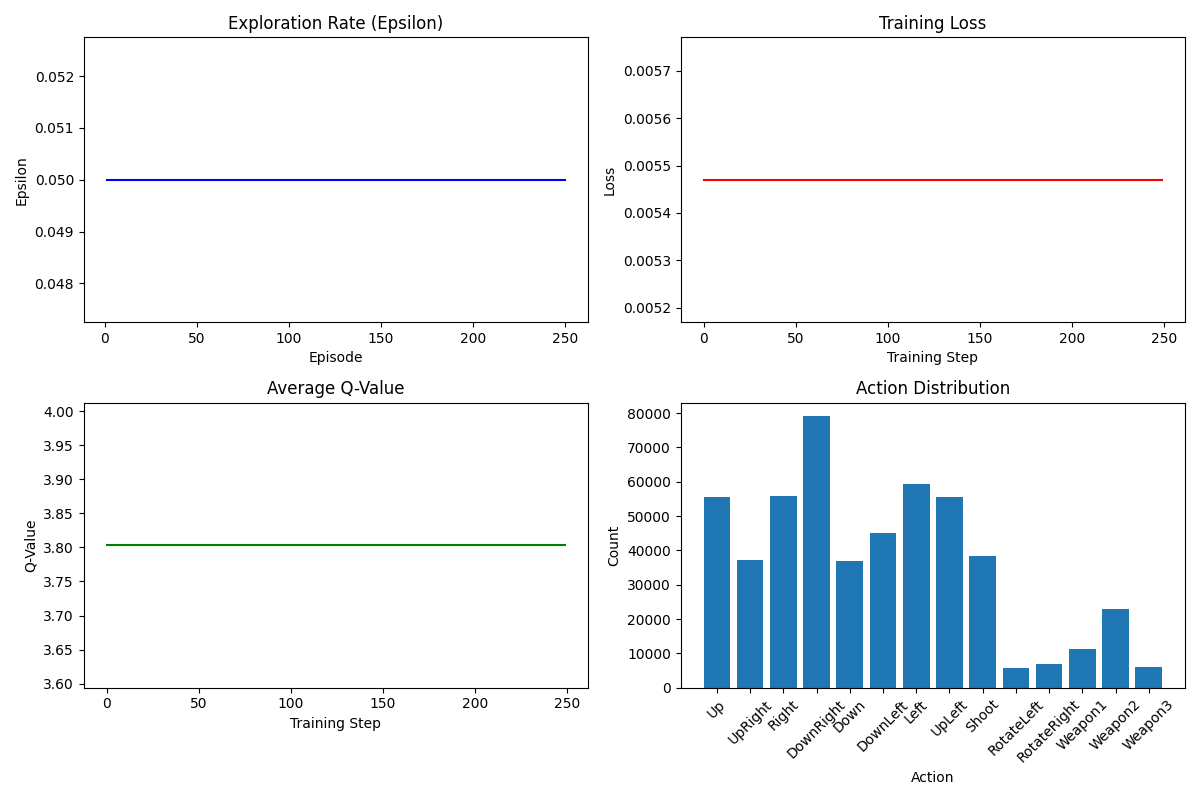 Exploration Rate (Epsilon)
0.052
0.051
0.050
0.049
0.048
Epsilon
0 50 100 150 200 250
Episode
Training Loss
0.0057
0.0056
0.0055
0.0054
0.0053
0.0052
Loss
0 50 100 150 200 250
Training Step
Average Q-Value
4.00
3.95
3.90
3.85
3.80
3.75
3.70
3.65
3.60
Q-Value
0 50 100 150 200 250
Training Step
Action Distribution
80000
70000
60000
50000
40000
30000
20000
10000
0
Count
Up
UpRight
Right
DownRight
Down
DownLeft
Left
UpLeft
Shoot
RotateLeft
RotateRight
Weapon1
Weapon2
Weapon3
Action